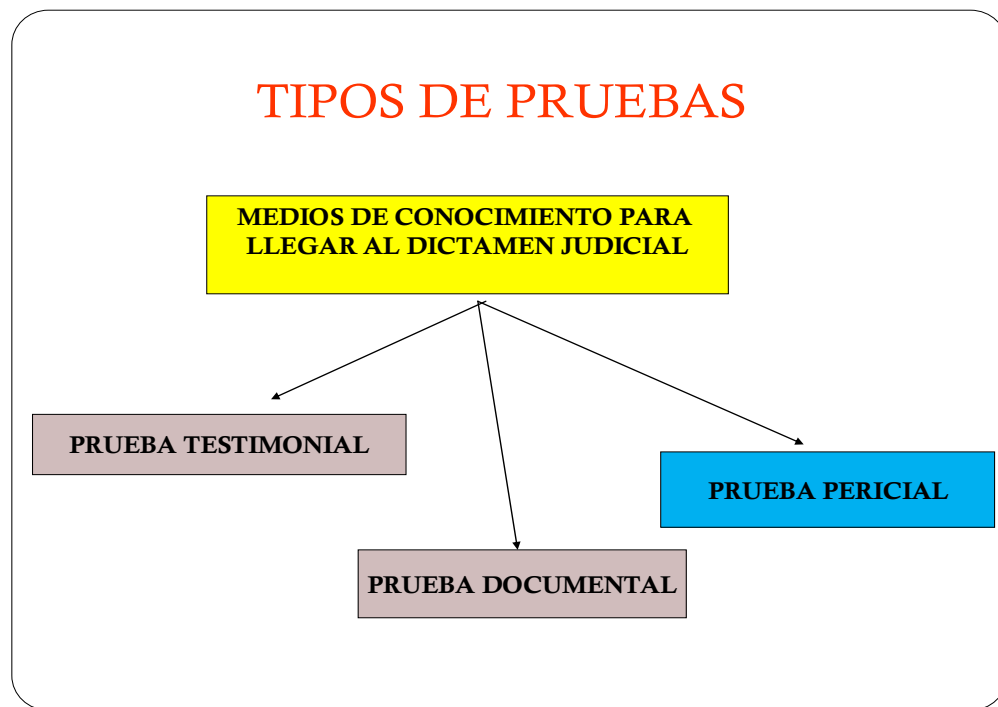 TIPOS DE PRUEBAS
MEDIOS DE CONOCIMIENTO PARA
LLEGAR AL DICTAMEN JUDICIAL
PRUEBA TESTIMONIAL
PRUEBA PERICIAL
PRUEBA DOCUMENTAL